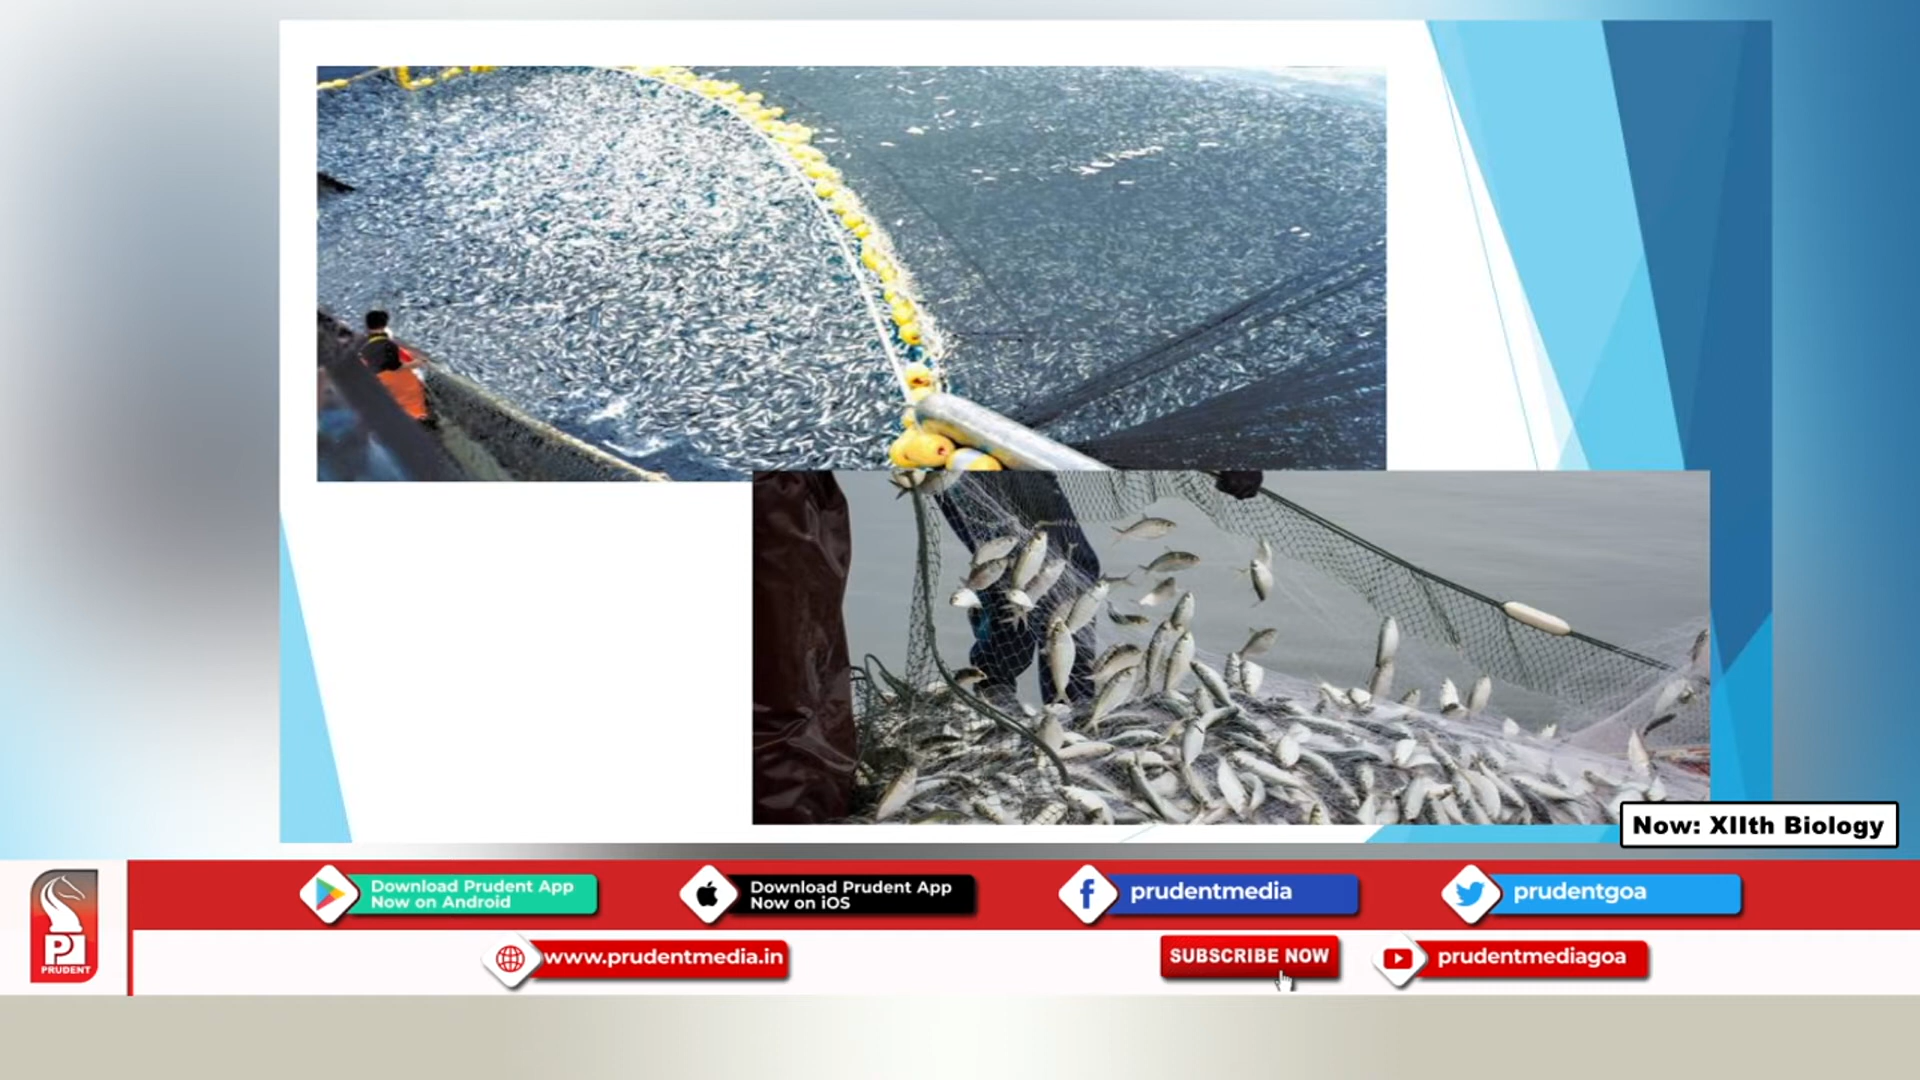 Now: XIIth Biology
Download Prudent App
Now on Android
Download Prudent App
Now on iOS
prudentmedia
prudentgoa
PRUDENT
www.prudentmedia.in
SUBSCRIBE NOW
prudentmediagoa